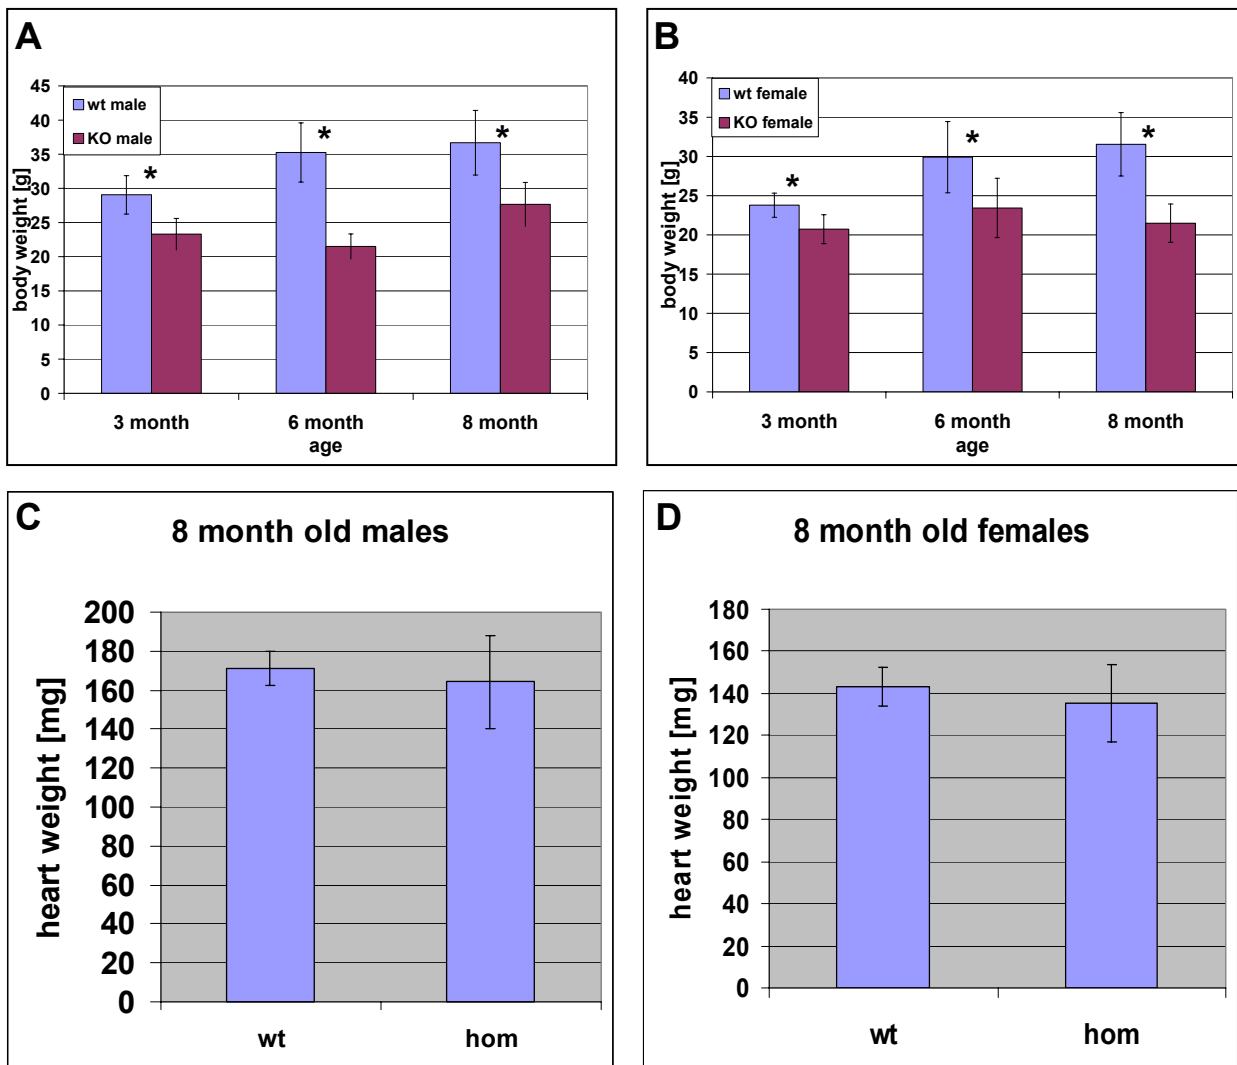 A
45
40
35
30
25
20
15
10
5
0
body weight [g]
wt male
KO male
*
*
*
3 month
6 month
8 month
age
B
40
35
30
25
20
15
10
5
0
body weight [g]
wt female
KO female
*
*
*
3 month
6 month
8 month
age
C
8 month old males
200
180
160
140
120
100
80
60
40
20
0
heart weight [mg]
wt
hom
D
8 month old females
180
160
140
120
100
80
60
40
20
0
heart weight [mg]
wt
hom